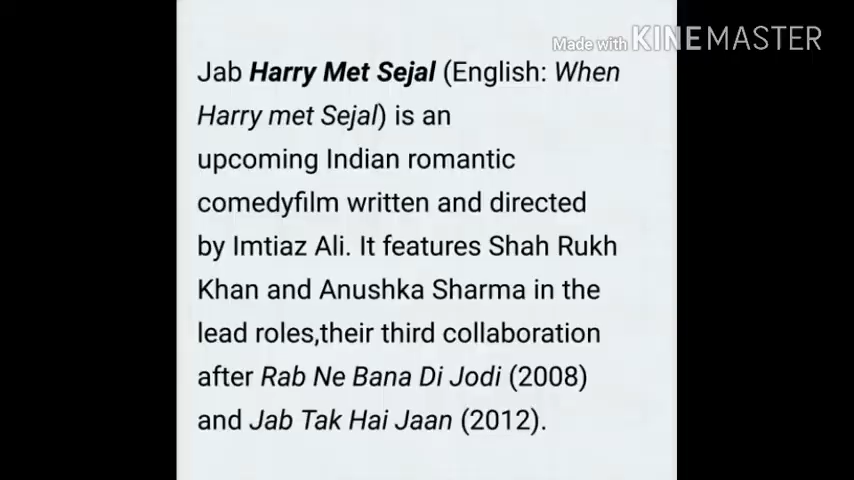 Made with KINEMASTER
Jab Harry Met Sejal (English: When
Harry met Sejal) is an
upcoming Indian romantic
comedyfilm written and directed
by Imtiaz Ali. It features Shah Rukh
Khan and Anushka Sharma in the
lead roles,their third collaboration
after Rab Ne Bana Di Jodi (2008)
and Jab Tak Hai Jaan (2012).